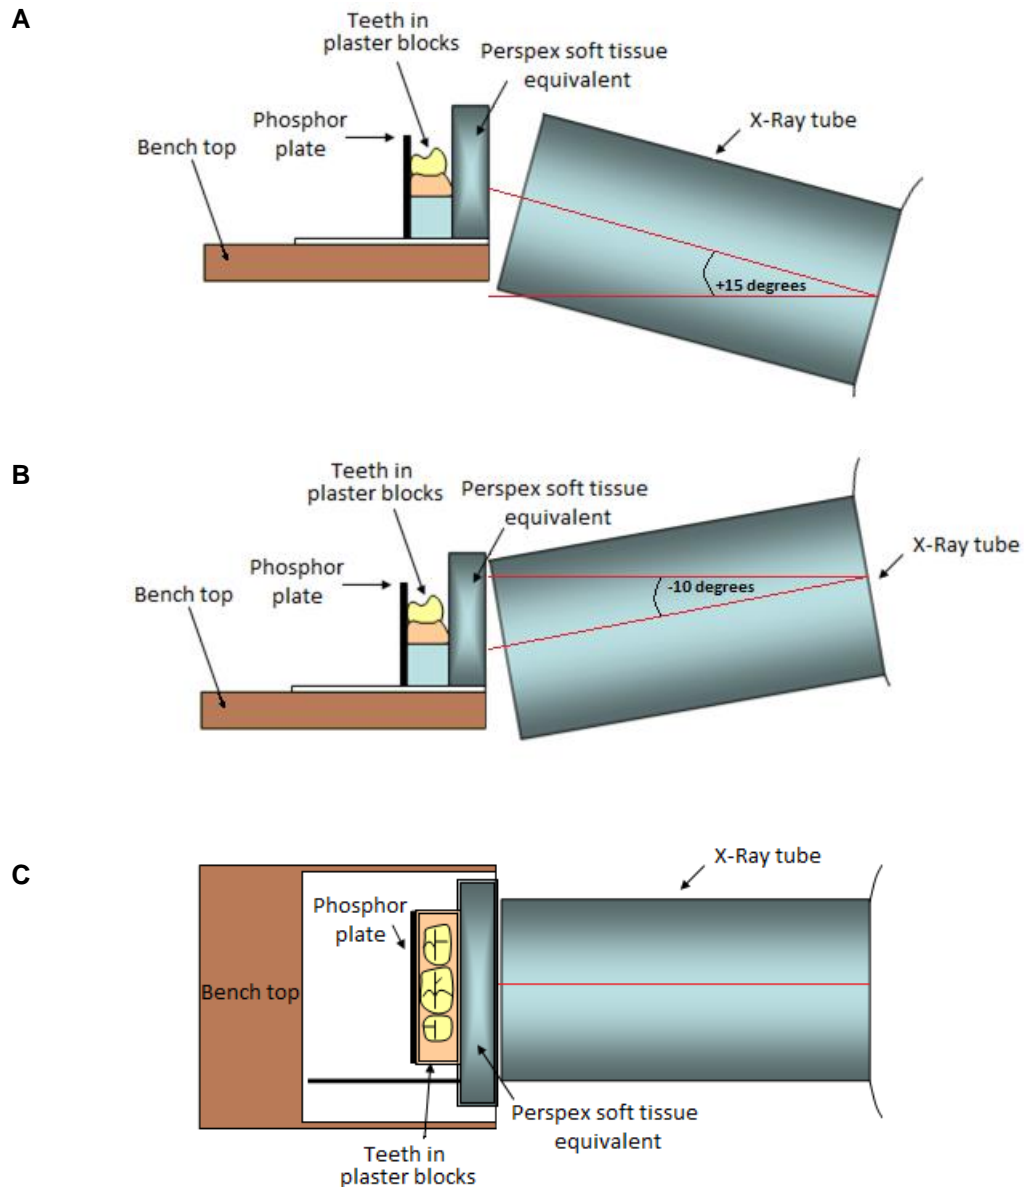 A
Teeth in
plaster blocks
Perspex soft tissue
equivalent
Phosphor
plate
X-Ray tube
Bench top
+15 degrees
B
Teeth in
plaster blocks
Perspex soft tissue
equivalent
X-Ray tube
Phosphor
plate
Bench top
-10 degrees
C
X-Ray tube
Phosphor
plate
Bench top
Perspex soft tissue
equivalent
Teeth in
plaster blocks